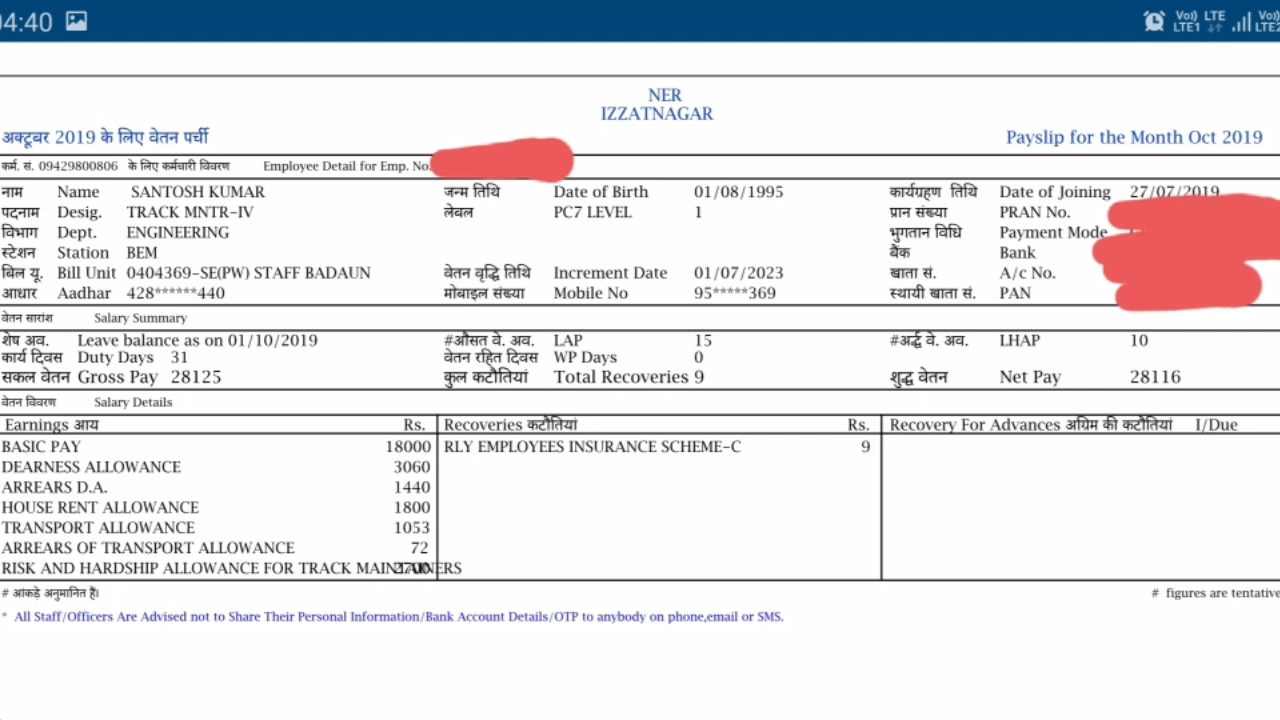 04:40 Vo) LTE LTE1 Vo) LTE2
NER
IZZATNAGAR
अक्टूबर 2019 के लिए वेतन पर्ची Payslip for the Month Oct 2019
कर्म. सं. 09429800806 के लिए कर्मचारी विवरण Employee Detail for Emp. No.
नाम Name SANTOSH KUMAR जन्म तिथि Date of Birth 01/08/1995 कार्यग्रहण तिथि Date of Joining 27/07/2019
पदनाम Desig. TRACK MNTR-IV लेबल PC7 LEVEL 1 प्रान संख्या PRAN No.
विभाग Dept. ENGINEERING भुगतान विधि Payment Mode
स्टेशन Station BEM बैंक Bank
बिल यू. Bill Unit 0404369-SE(PW) STAFF BADAUN वेतन वृद्धि तिथि Increment Date 01/07/2023 खाता सं. A/c No.
आधार Aadhar 428******440 मोबाइल संख्या Mobile No 95*****369 स्थायी खाता सं. PAN
वेतन सारांश Salary Summary
शेष अव. Leave balance as on 01/10/2019 #औसत वे. अव. LAP 15 #अर्द्ध वे. अव. LHAP 10
कार्य दिवस Duty Days 31 वेतन रहित दिवस WP Days 0
सकल वेतन Gross Pay 28125 कुल कटौतियां Total Recoveries 9 शुद्ध वेतन Net Pay 28116
वेतन विवरण Salary Details
Earnings आय Rs. Recoveries कटौतियां Rs. Recovery For Advances अग्रिम की कटौतियां I/Due
BASIC PAY 18000 RLY EMPLOYEES INSURANCE SCHEME-C 9
DEARNESS ALLOWANCE 3060
ARREARS D.A. 1440
HOUSE RENT ALLOWANCE 1800
TRANSPORT ALLOWANCE 1053
ARREARS OF TRANSPORT ALLOWANCE 72
RISK AND HARDSHIP ALLOWANCE FOR TRACK MAINTAINERS 2700
# आंकडे अनुमानित हैं। # figures are tentative
* All Staff/Officers Are Advised not to Share Their Personal Information/Bank Account Details/OTP to anybody on phone,email or SMS.